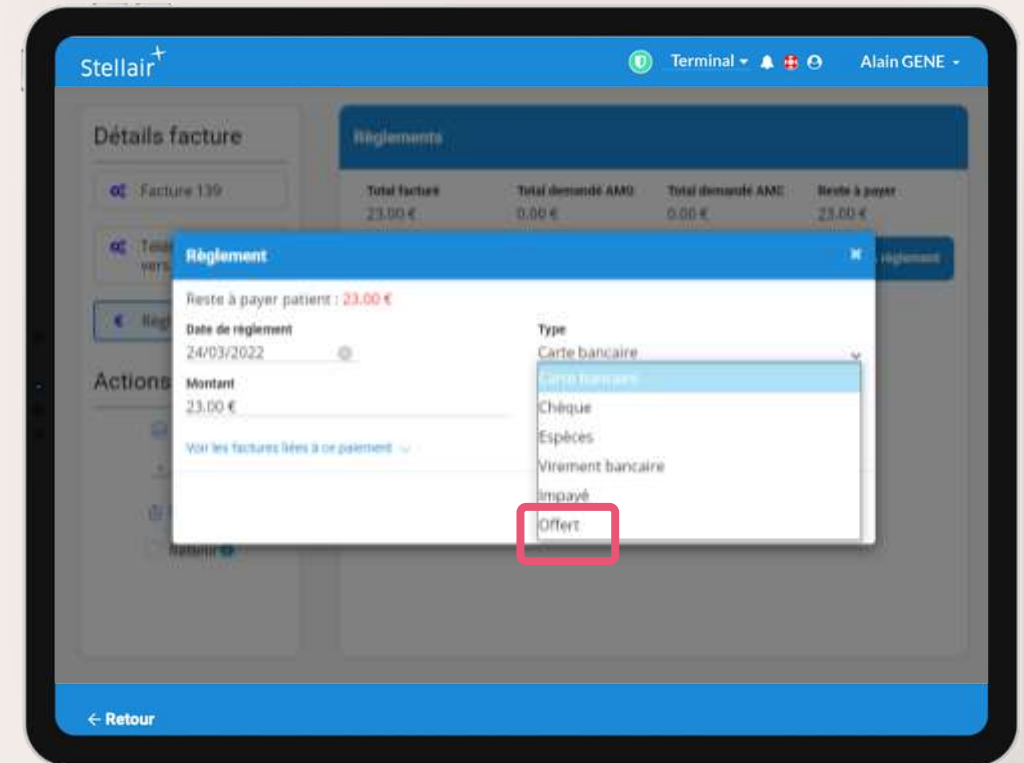 Stellair+
Terminal
Alain GENE
Détails facture
Règlements
Facture 139
Total facture
Total demandé AMO
Total demandé AMC
Reste à payer
23.00 €
0.00 €
0.00 €
23.00 €
vers
règlement
Règlement
Reste à payer patient : 23.00 €
Date de règlement
Type
24/03/2022
Carte bancaire
Carte bancaire
Actions
Montant
Chèque
23.00 €
Espèces
Voir les factures liées à ce paiement
Virement bancaire
Impayé
Offert
← Retour